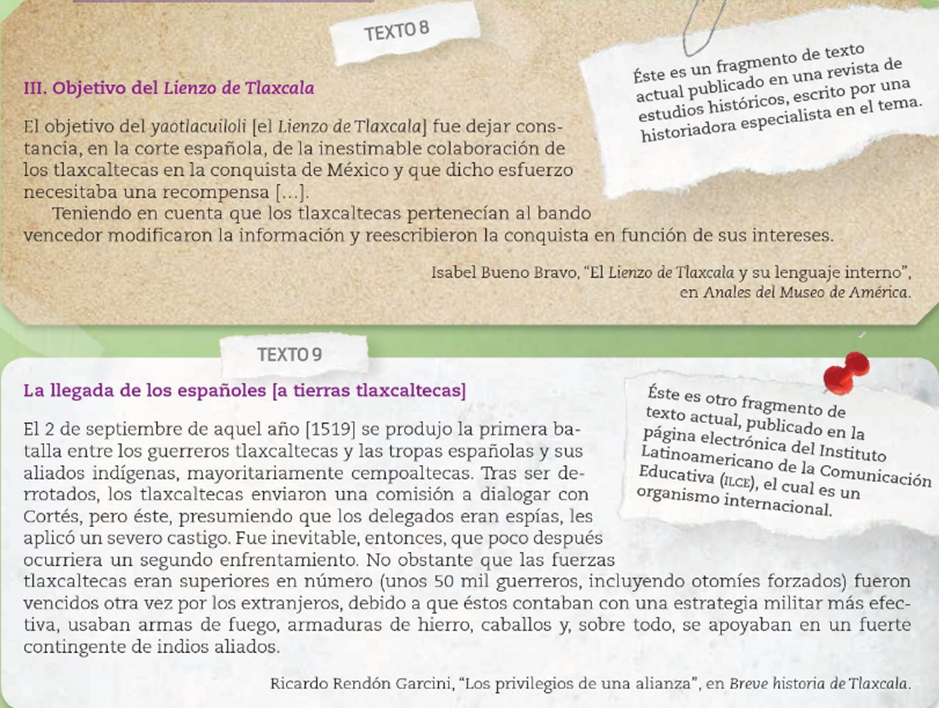 TEXTO 8
Éste es un fragmento de texto
actual publicado en una revista de
estudios históricos, escrito por una
historiadora especialista en el tema.
III. Objetivo del Lienzo de Tlaxcala
El objetivo del yaotlacuiloli [el Lienzo de Tlaxcala] fue dejar cons-
tancia, en la corte española, de la inestimable colaboración de
los tlaxcaltecas en la conquista de México y que dicho esfuerzo
necesitaba una recompensa [...].
Teniendo en cuenta que los tlaxcaltecas pertenecían al bando
vencedor modificaron la información y reescribieron la conquista en función de sus intereses.
Isabel Bueno Bravo, “El Lienzo de Tlaxcala y su lenguaje interno”,
en Anales del Museo de América.
TEXTO 9
La llegada de los españoles [a tierras tlaxcaltecas]
Éste es otro fragmento de
texto actual, publicado en la
página electrónica del Instituto
Latinoamericano de la Comunicación
Educativa (ILCE), el cual es un
organismo internacional.
El 2 de septiembre de aquel año [1519] se produjo la primera ba-
talla entre los guerreros tlaxcaltecas y las tropas españolas y sus
aliados indígenas, mayoritariamente cempoaltecas. Tras ser de-
rrotados, los tlaxcaltecas enviaron una comisión a dialogar con
Cortés, pero éste, presumiendo que los delegados eran espías, les
aplicó un severo castigo. Fue inevitable, entonces, que poco después
ocurriera un segundo enfrentamiento. No obstante que las fuerzas
tlaxcaltecas eran superiores en número (unos 50 mil guerreros, incluyendo otomíes forzados) fueron
vencidos otra vez por los extranjeros, debido a que éstos contaban con una estrategia militar más efec-
tiva, usaban armas de fuego, armaduras de hierro, caballos y, sobre todo, se apoyaban en un fuerte
contingente de indios aliados.
Ricardo Rendón Garcini, “Los privilegios de una alianza”, en Breve historia de Tlaxcala.